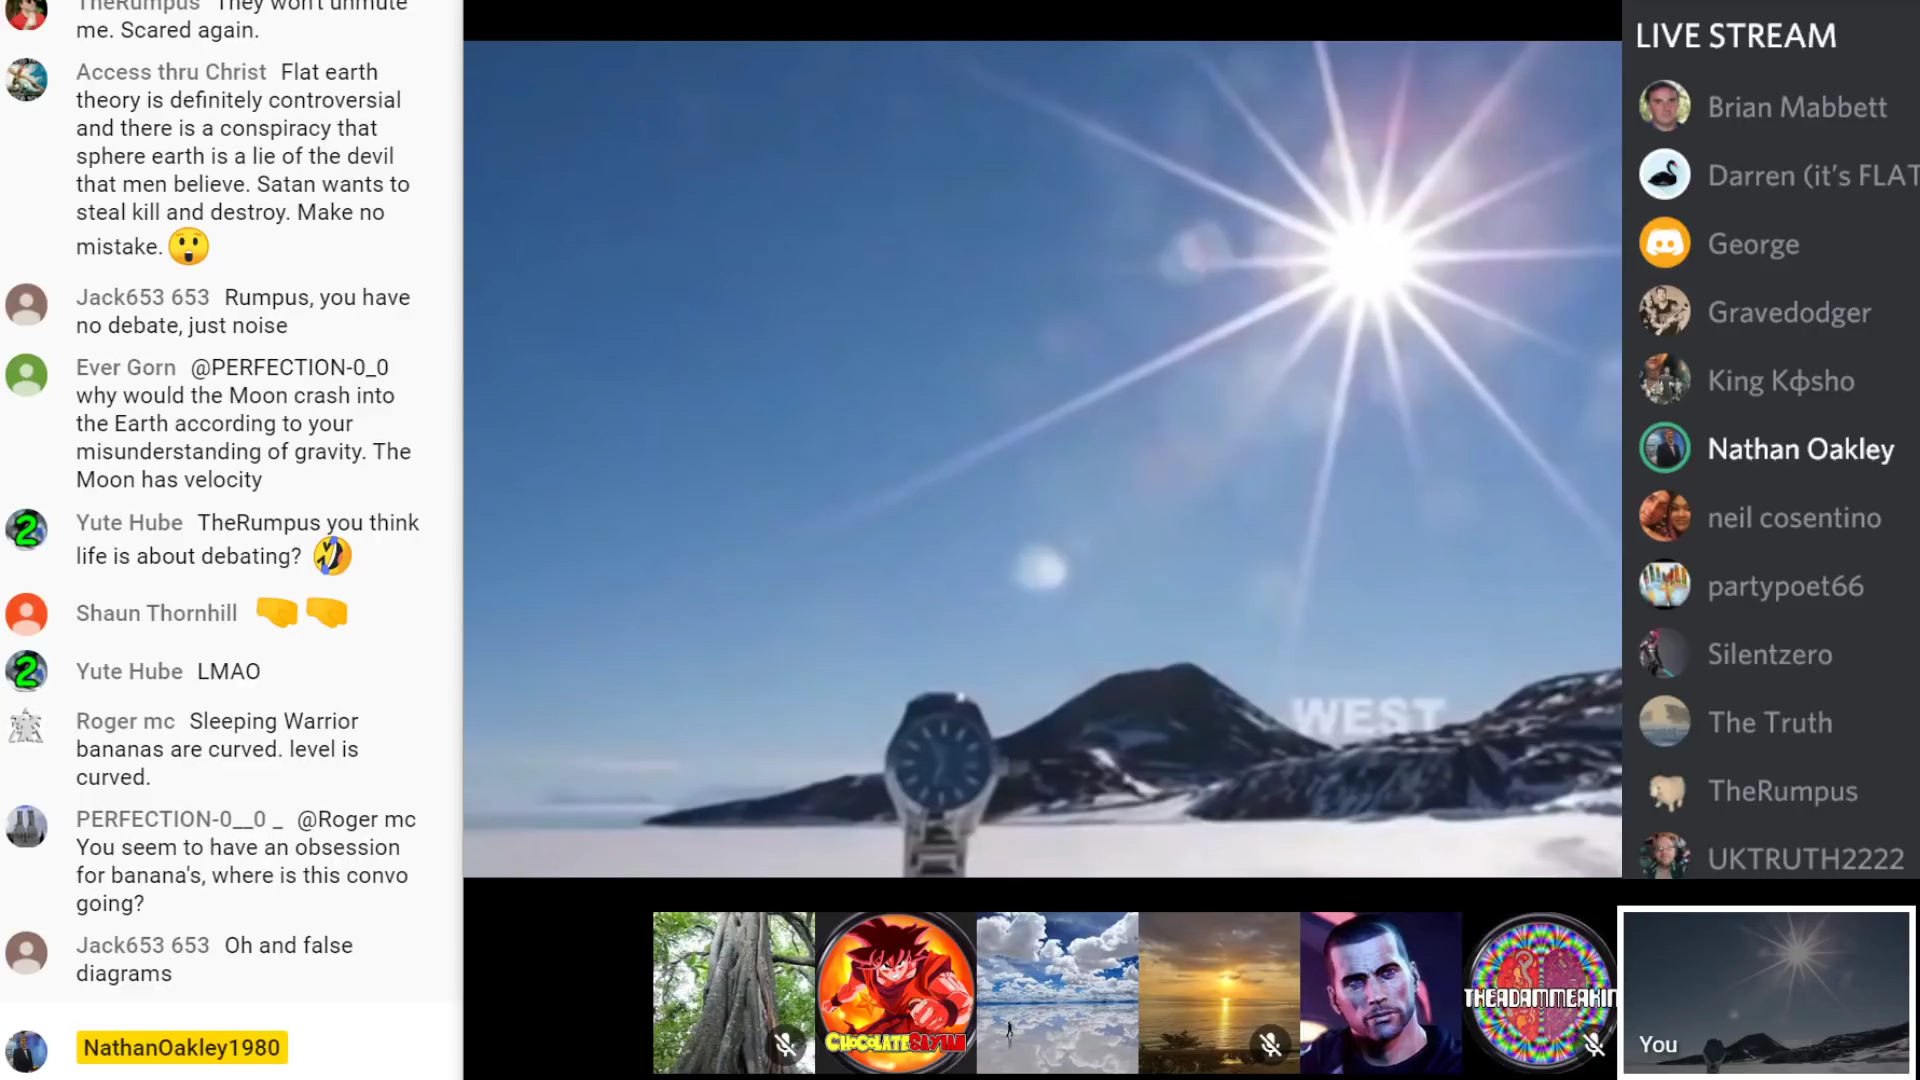 TheRumpus They won't unmute
me. Scared again.
Access thru Christ Flat earth
theory is definitely controversial
and there is a conspiracy that
sphere earth is a lie of the devil
that men believe. Satan wants to
steal kill and destroy. Make no
mistake.
Jack653 653 Rumpus, you have
no debate, just noise
Ever Gorn @PERFECTION-0_0
why would the Moon crash into
the Earth according to your
misunderstanding of gravity. The
Moon has velocity
Yute Hube TheRumpus you think
life is about debating?
Shaun Thornhill
Yute Hube LMAO
Roger mc Sleeping Warrior
bananas are curved. level is
curved.
PERFECTION-0__0 _ @Roger mc
You seem to have an obsession
for banana's, where is this convo
going?
Jack653 653 Oh and false
diagrams
NathanOakley1980
WEST
CHOCOLATESAYIAN
THEADAMMEAKIN
You
LIVE STREAM
Brian Mabbett
Darren (it's FLAT
George
Gravedodger
King Kφsho
Nathan Oakley
neil cosentino
partypoet66
Silentzero
The Truth
TheRumpus
UKTRUTH2222